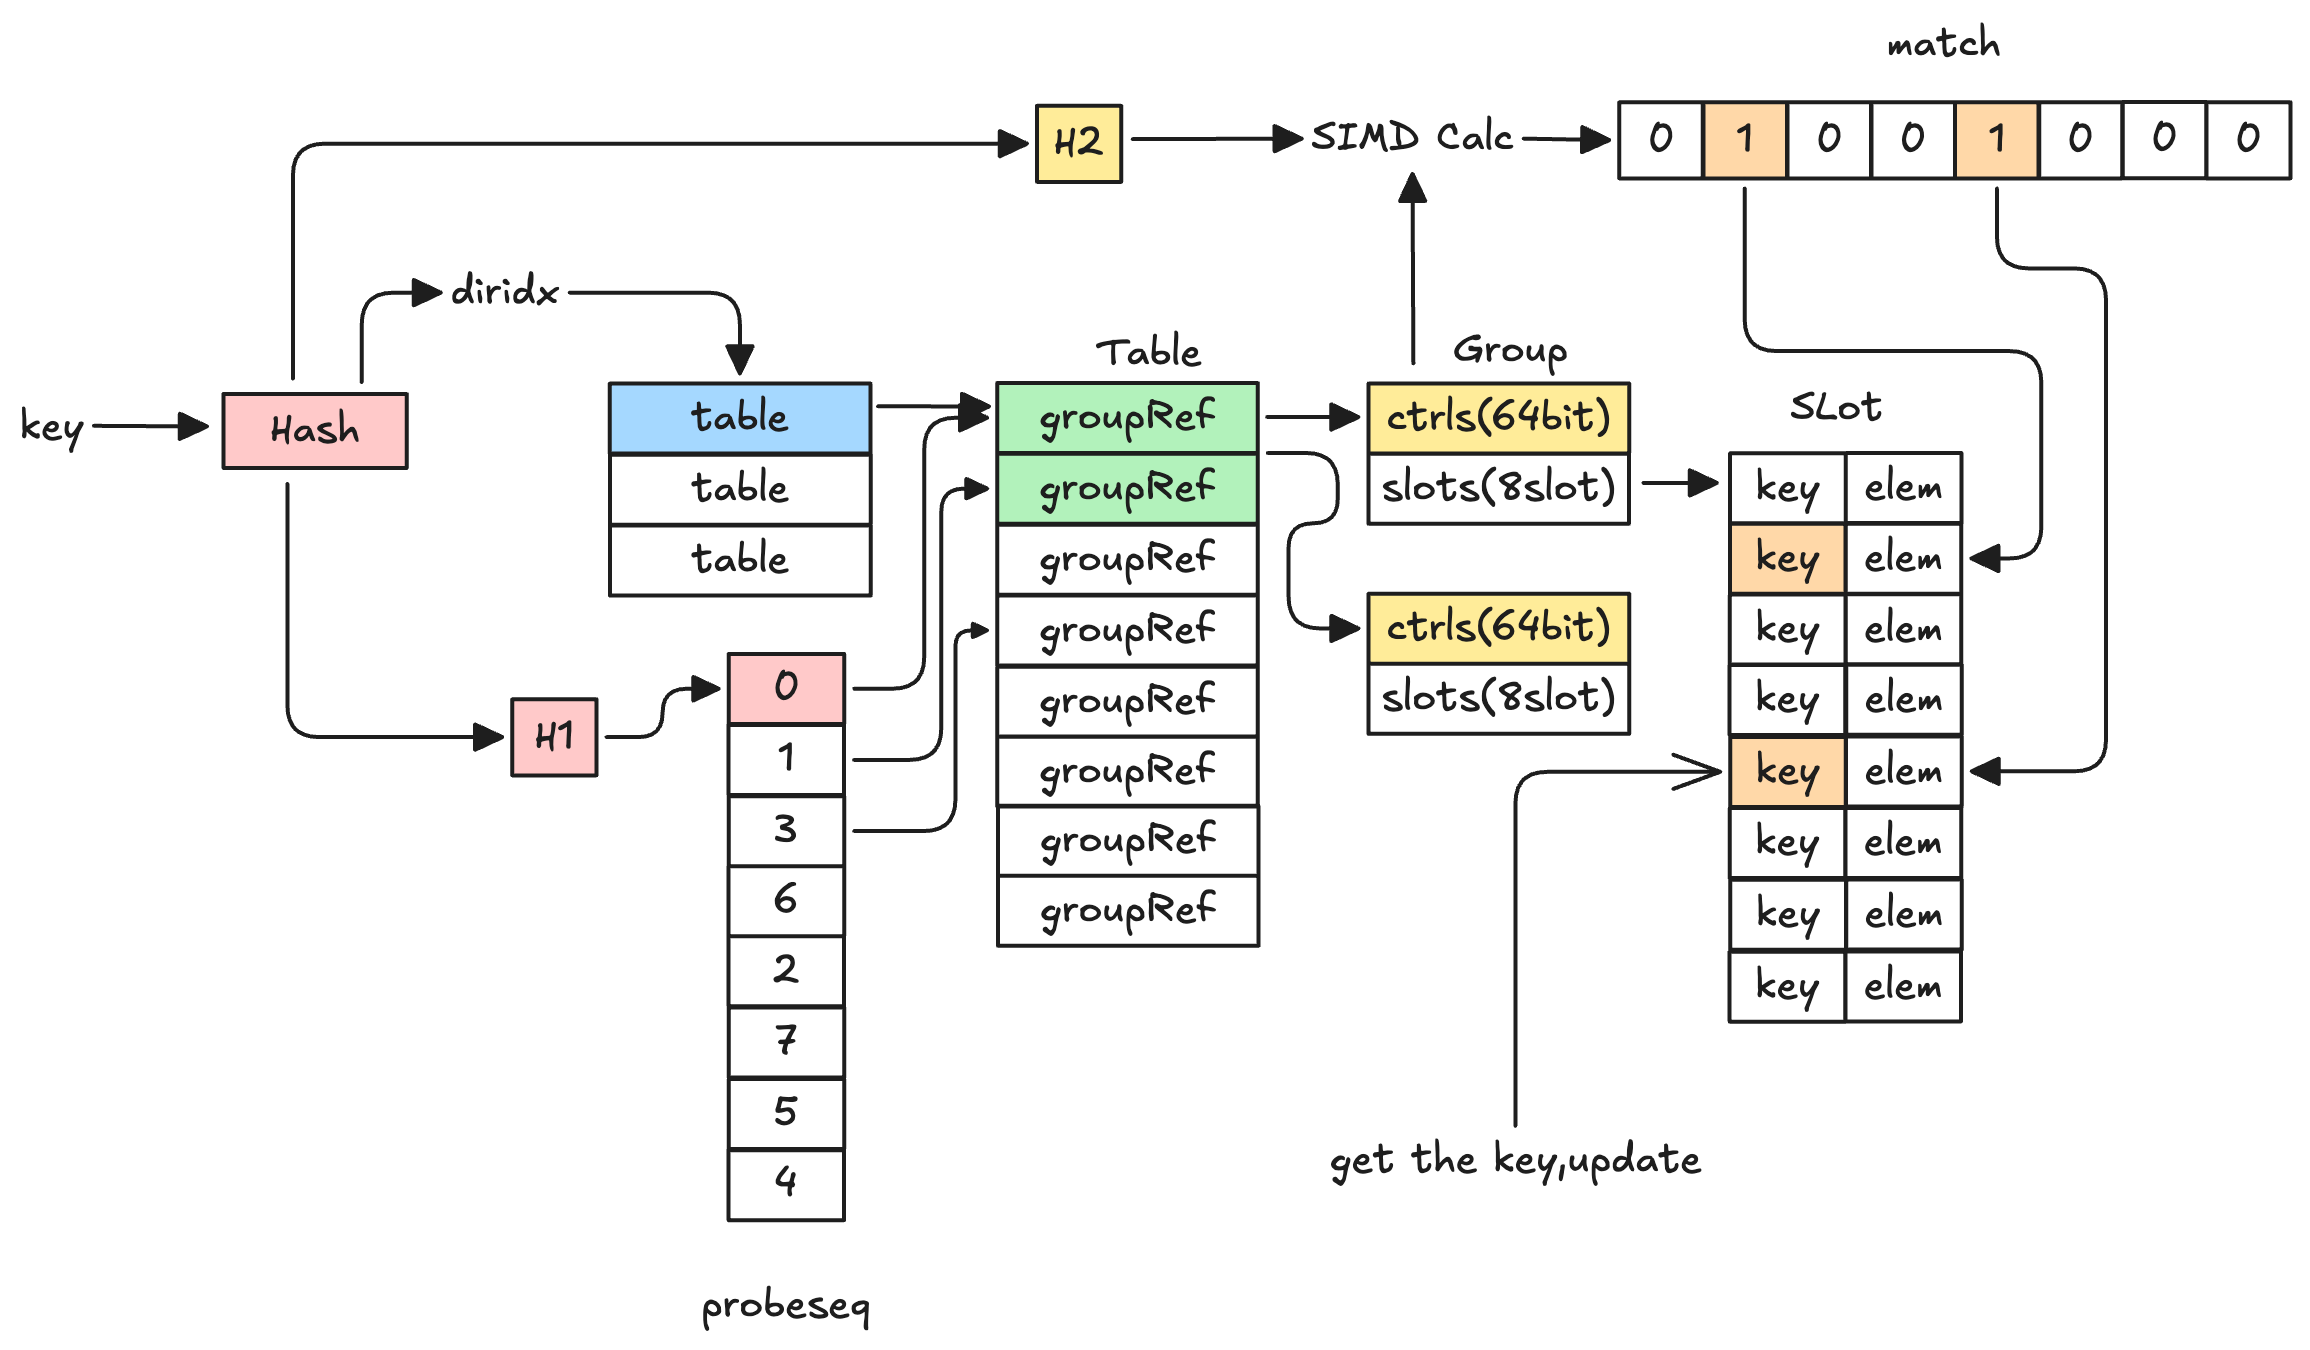 match
H2
SIMD Calc
0 1 0 0 1 0 0 0
diridx
key
Hash
table
table
table
Table
groupRef
groupRef
groupRef
groupRef
groupRef
groupRef
groupRef
groupRef
Group
ctrls(64bit)
slots(8slot)
ctrls(64bit)
slots(8slot)
SLot
key elem
key elem
key elem
key elem
key elem
key elem
key elem
key elem
H1
0
1
3
6
2
7
5
4
get the key,update
probeseq